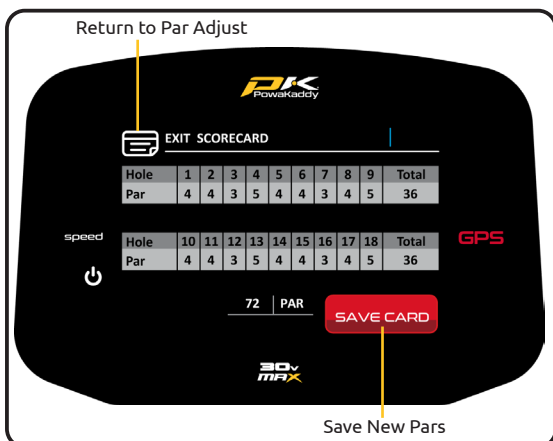 Return to Par Adjust
PK
PowaKaddy
EXIT SCORECARD
Hole 1 2 3 4 5 6 7 8 9 Total
Par 4 4 3 5 4 4 3 4 5 36
speed
GPS
Hole 10 11 12 13 14 15 16 17 18 Total
Par 4 4 3 5 4 4 3 4 5 36
72 PAR
SAVE CARD
30v
MAX
Save New Pars